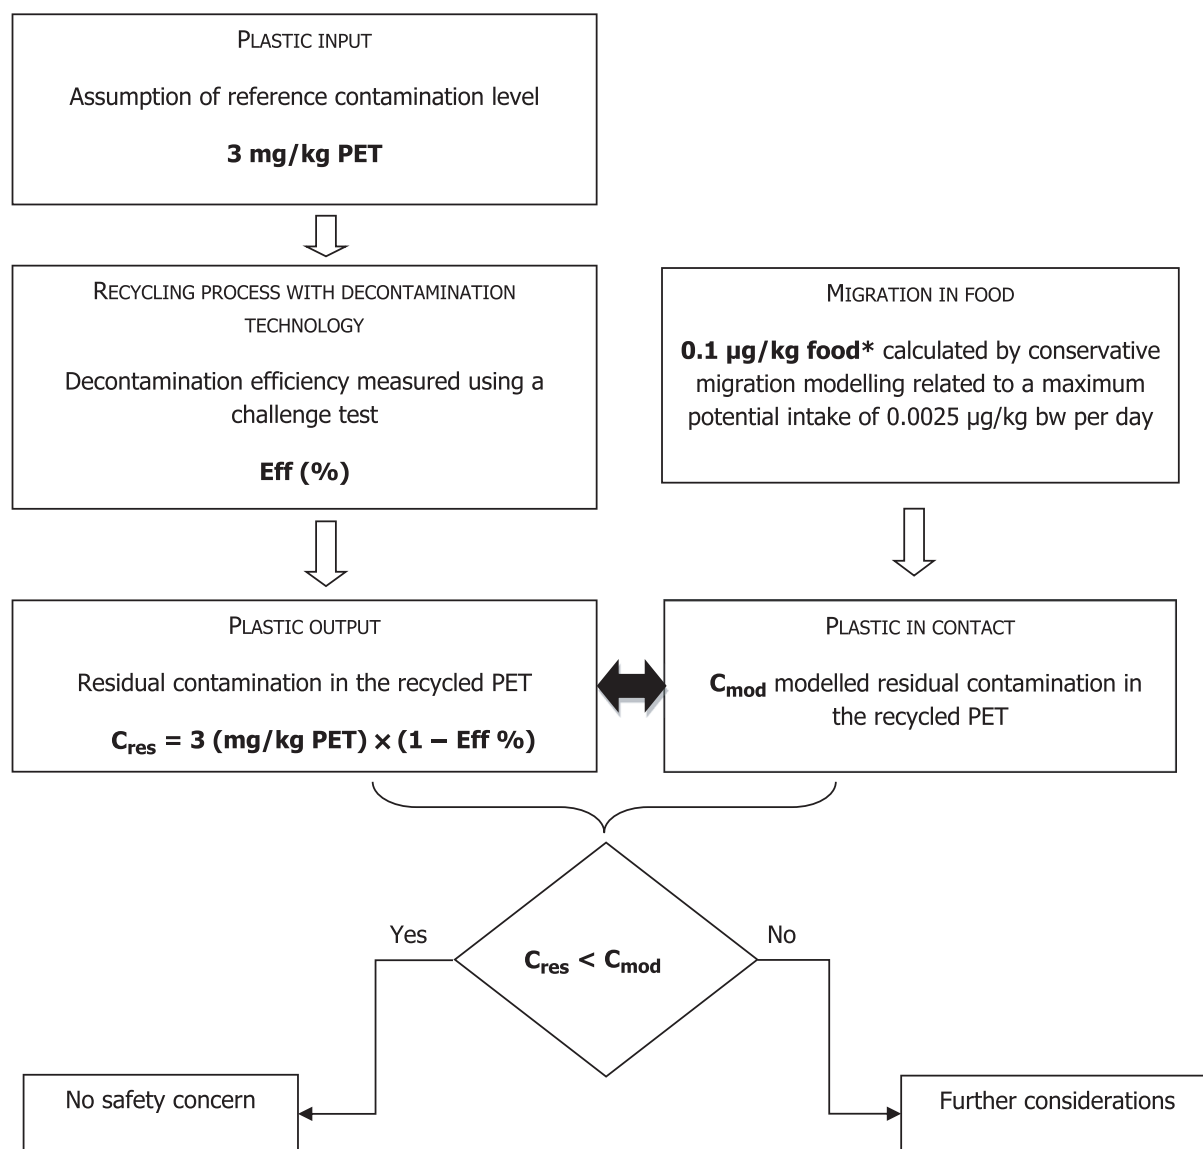 PLASTIC INPUT
Assumption of reference contamination level
3 mg/kg PET
RECYCLING PROCESS WITH DECONTAMINATION
TECHNOLOGY
Decontamination efficiency measured using a
challenge test
Eff (%)
MIGRATION IN FOOD
0.1 µg/kg food* calculated by conservative
migration modelling related to a maximum
potential intake of 0.0025 µg/kg bw per day
PLASTIC OUTPUT
Residual contamination in the recycled PET
Cres = 3 (mg/kg PET) × (1 – Eff %)
PLASTIC IN CONTACT
Cmod modelled residual contamination in
the recycled PET
Yes
Cres < Cmod
No
No safety concern
Further considerations